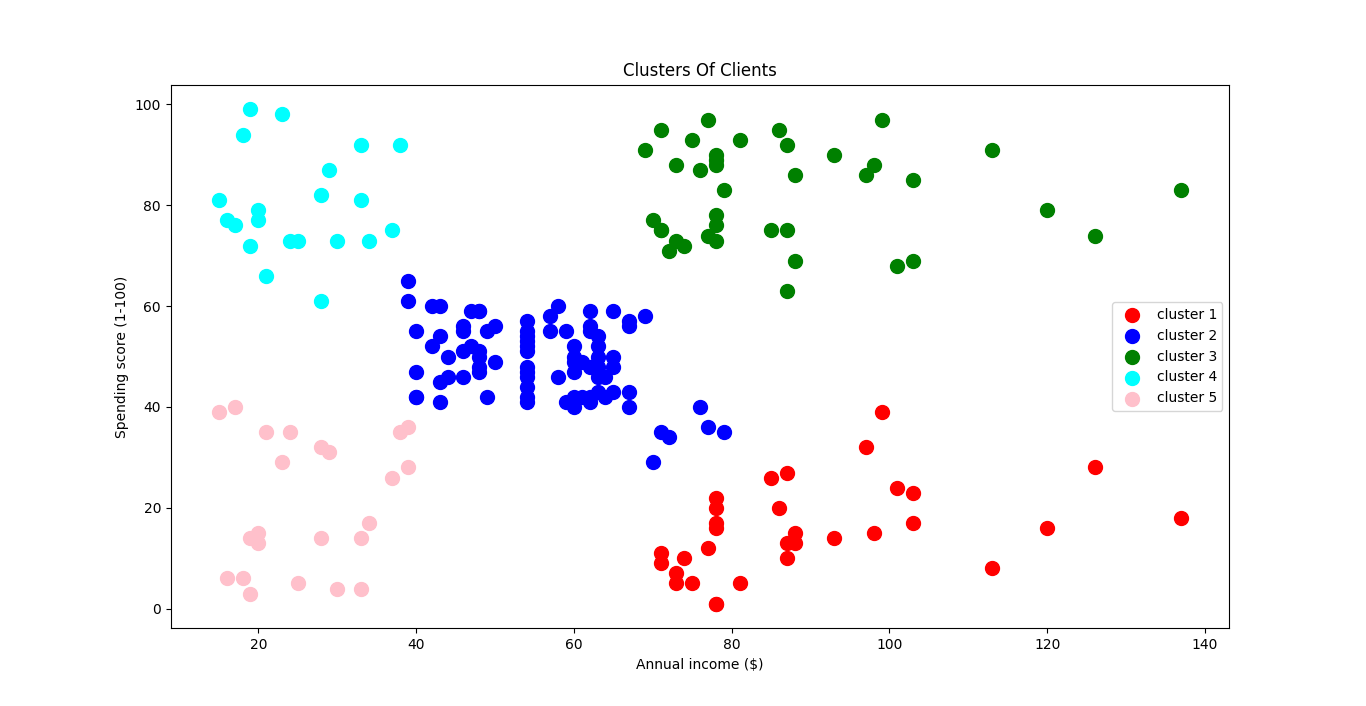 Clusters Of Clients
Spending score (1-100)
100
80
60
40
20
0
cluster 1
cluster 2
cluster 3
cluster 4
cluster 5
20 40 60 80 100 120 140
Annual income ($)